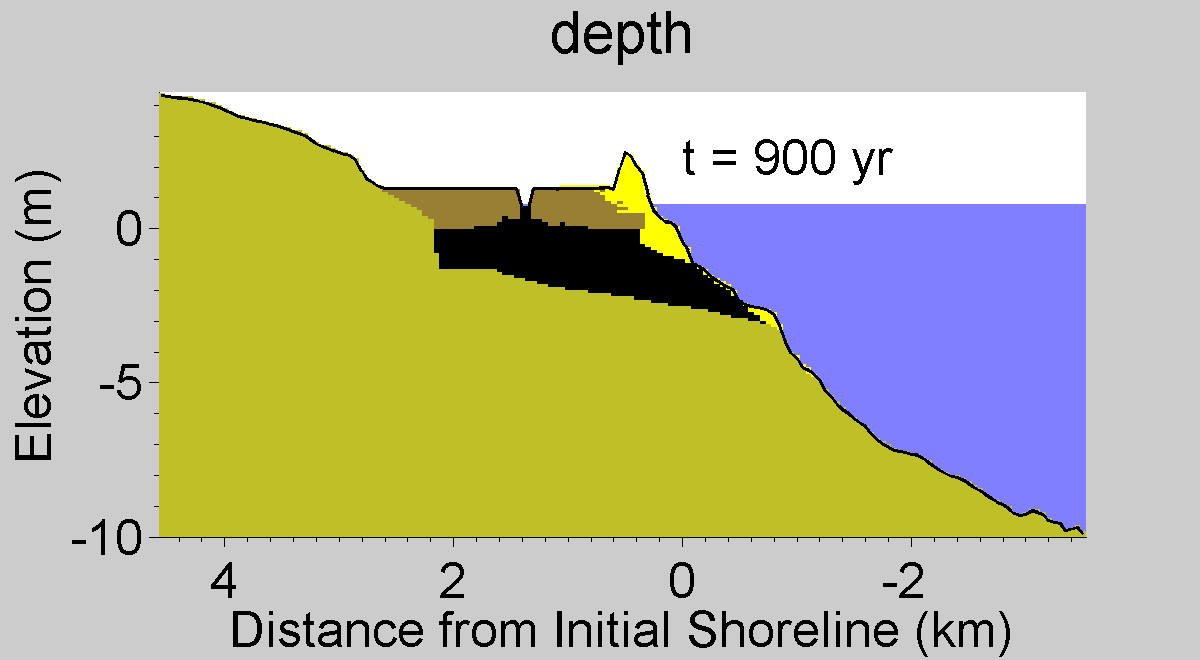 depth
t = 900 yr
Elevation (m)
0
-5
-10
4 2 0 -2
Distance from Initial Shoreline (km)